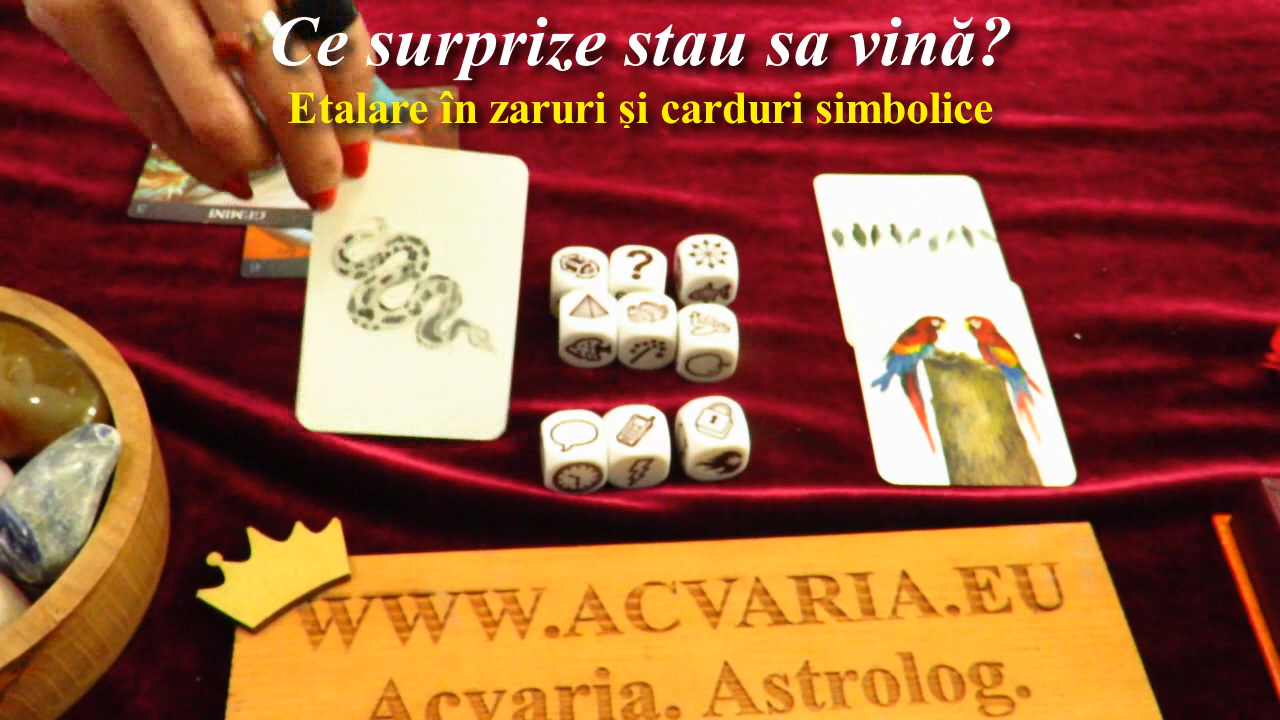 Ce surprize stau sa vină?
Etalare în zaruri și carduri simbolice
GEMINI
?
WWW.ACVARIA.EU
Acvaria. Astrolog.